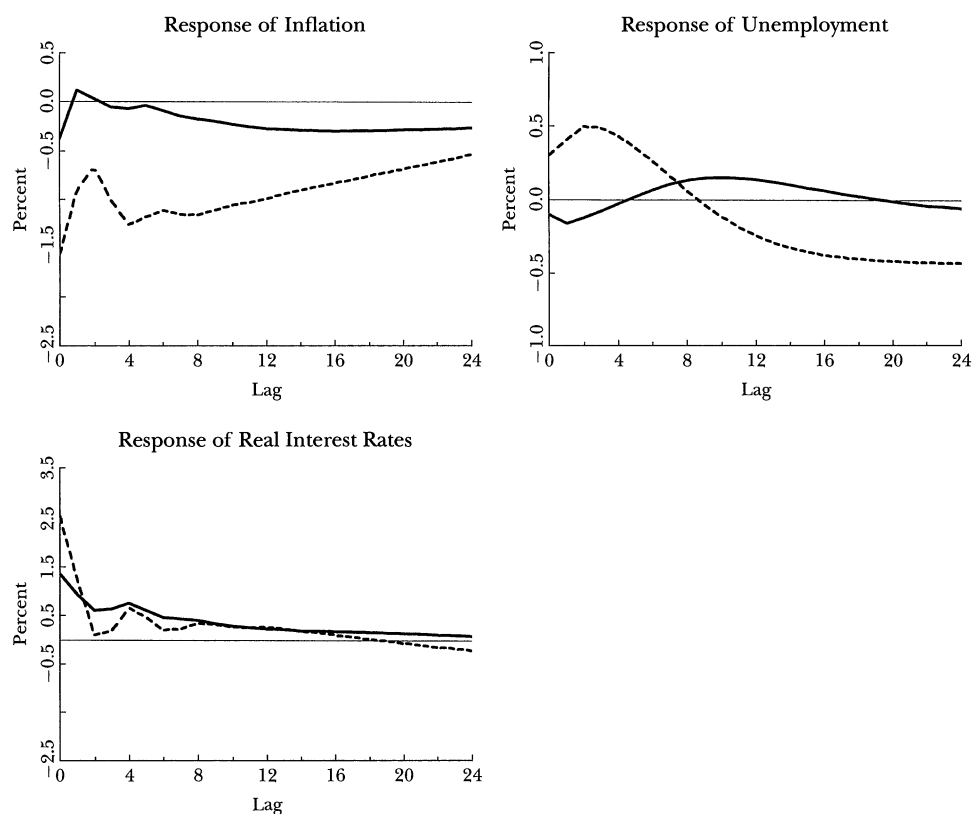 Response of Inflation
0.5
0.0
−0.5
−1.5
−2.5
Percent
0 4 8 12 16 20 24
Lag
Response of Unemployment
1.0
0.5
0.0
−0.5
−1.0
Percent
0 4 8 12 16 20 24
Lag
Response of Real Interest Rates
3.5
2.5
1.5
0.5
−0.5
−2.5
Percent
0 4 8 12 16 20 24
Lag